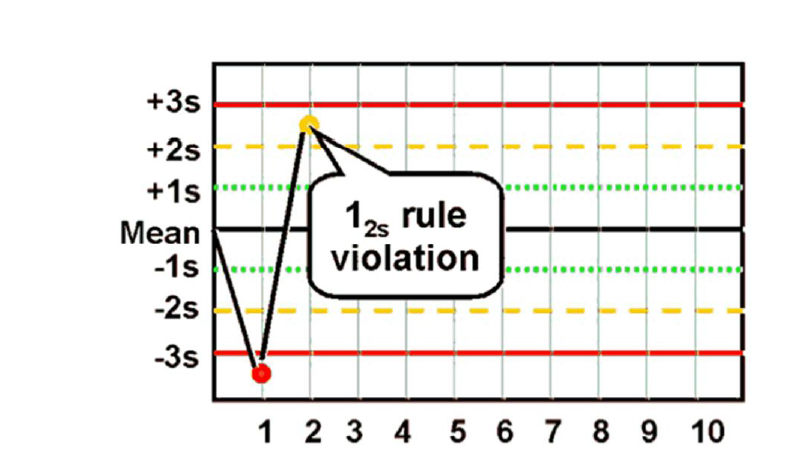 +3s
+2s
+1s
1₂ₛ rule
Mean
violation
-1s
-2s
-3s
1 2 3 4 5 6 7 8 9 10